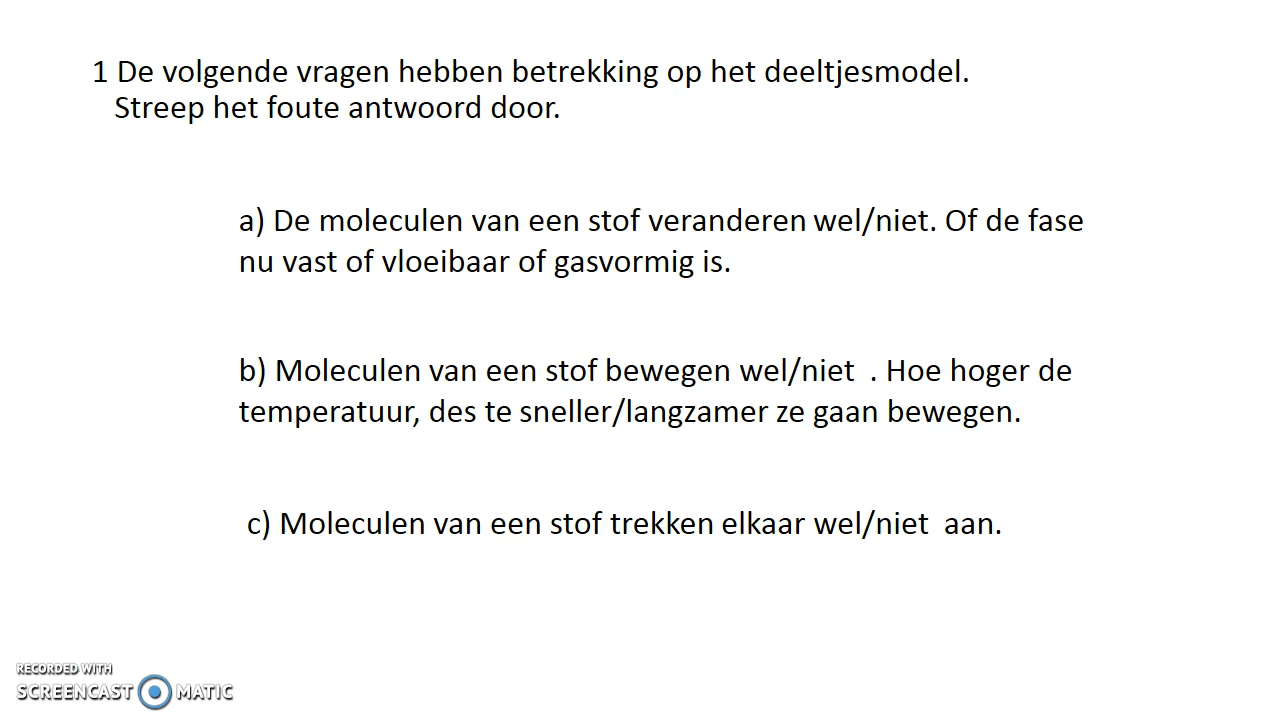 1 De volgende vragen hebben betrekking op het deeltjesmodel.
Streep het foute antwoord door.
a) De moleculen van een stof veranderen wel/niet. Of de fase
nu vast of vloeibaar of gasvormig is.
b) Moleculen van een stof bewegen wel/niet  . Hoe hoger de
temperatuur, des te sneller/langzamer ze gaan bewegen.
c) Moleculen van een stof trekken elkaar wel/niet  aan.
RECORDED WITH
SCREENCAST MATIC